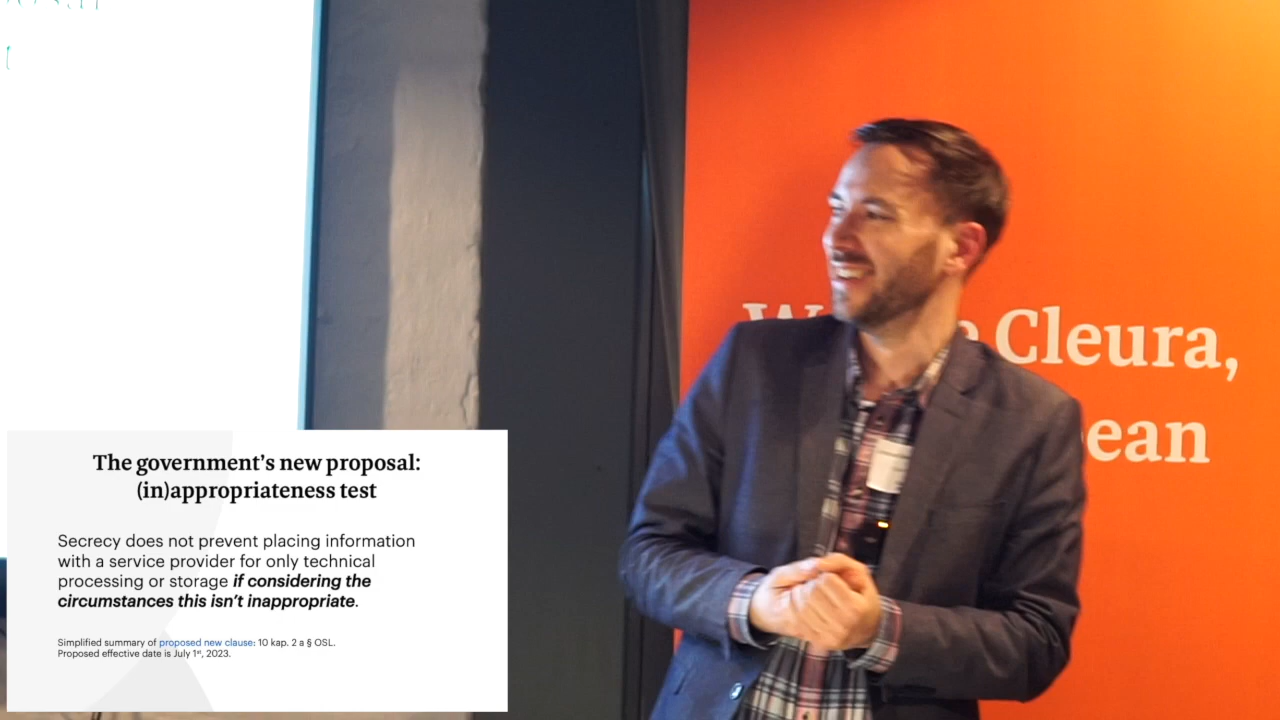 W e Cleura,
ean
The government's new proposal:
(in)appropriateness test
Secrecy does not prevent placing information
with a service provider for only technical
processing or storage if considering the
circumstances this isn't inappropriate.
Simplified summary of proposed new clause: 10 kap. 2 a § OSL.
Proposed effective date is July 1st, 2023.